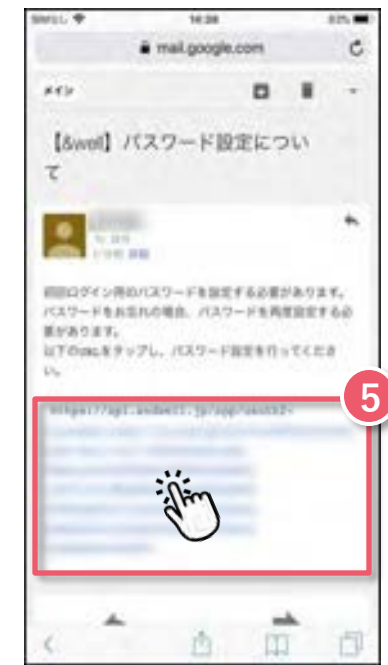 14:38
mail.google.com
メイン
【&well】パスワード設定につい
て
初回ログイン用のパスワードを設定する必要があります。
パスワードをお忘れの場合、パスワードを再度設定する必
要があります。
以下のURLをタップし、パスワード設定を行ってくださ
い。
5